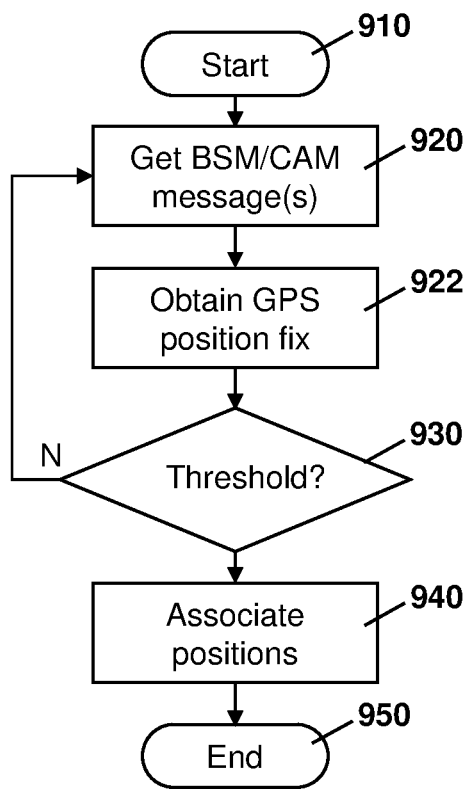 910
Start
920
Get BSM/CAM
message(s)
922
Obtain GPS
position fix
930
N
Threshold?
940
Associate
positions
950
End